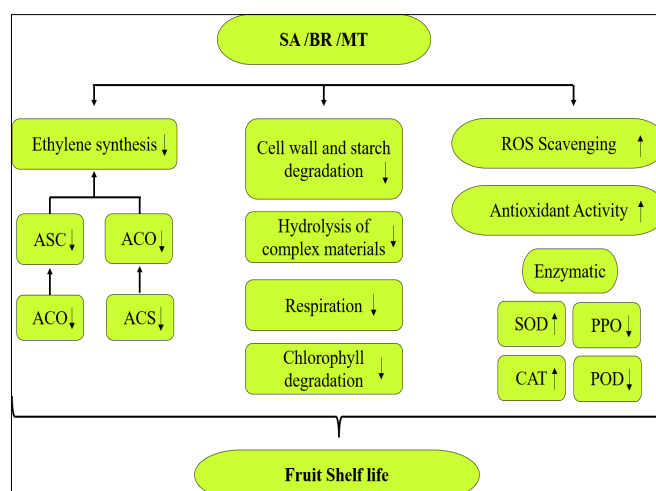 SA /BR /MT
Ethylene synthesis
ASC
ACO
ACO
ACS
Cell wall and starch
degradation
Hydrolysis of
complex materials
Respiration
Chlorophyll
degradation
ROS Scavenging
Antioxidant Activity
Enzymatic
SOD
PPO
CAT
POD
Fruit Shelf life